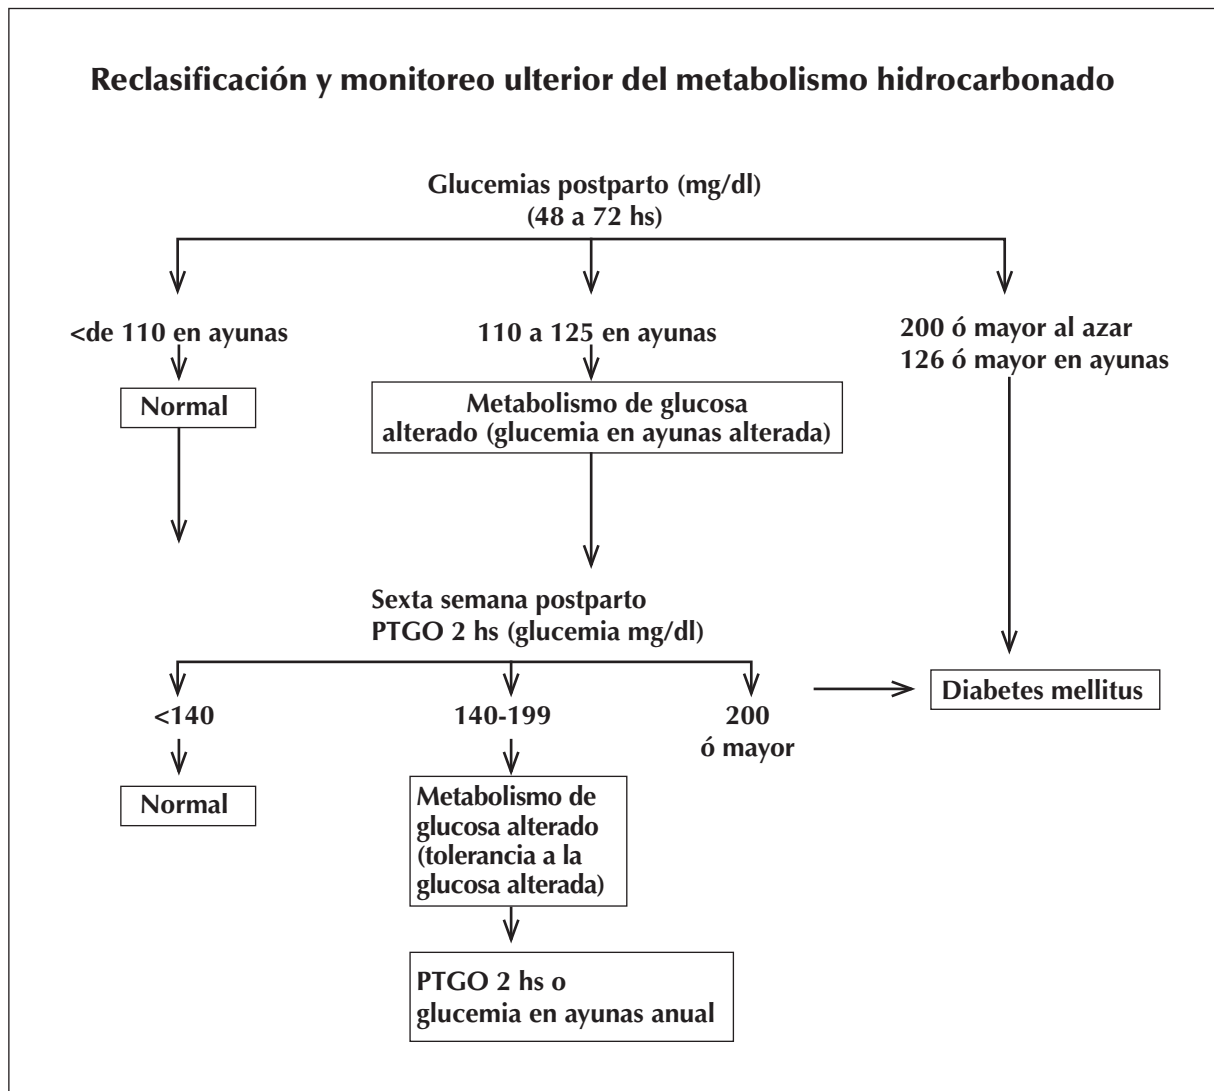 Reclasificación y monitoreo ulterior del metabolismo hidrocarbonado
Glucemias postparto (mg/dl)
(48 a 72 hs)
<de 110 en ayunas
110 a 125 en ayunas
200 ó mayor al azar
126 ó mayor en ayunas
Normal
Metabolismo de glucosa
alterado (glucemia en ayunas alterada)
Sexta semana postparto
PTGO 2 hs (glucemia mg/dl)
<140
140-199
200
ó mayor
Diabetes mellitus
Normal
Metabolismo de
glucosa alterado
(tolerancia a la
glucosa alterada)
PTGO 2 hs o
glucemia en ayunas anual